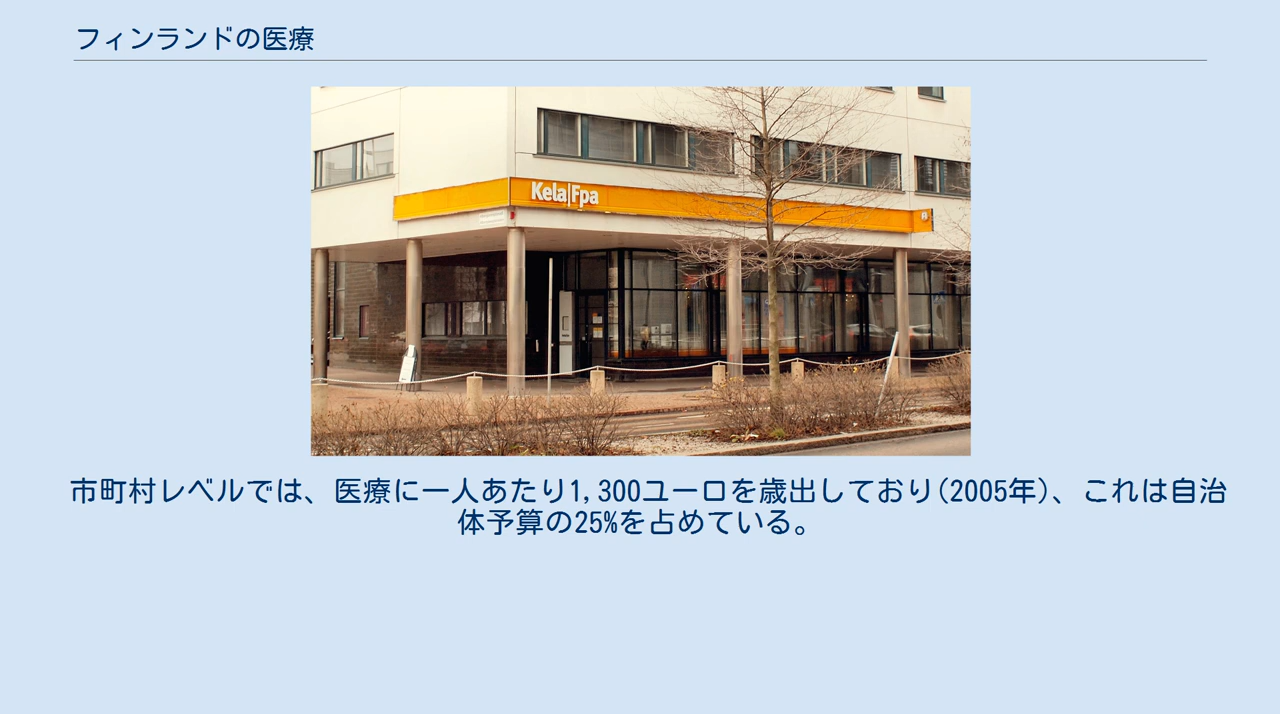 フィンランドの医療
Kela|Fpa
市町村レベルでは、医療に一人あたり1,300ユーロを歳出しており(2005年)、これは自治
体予算の25%を占めている。